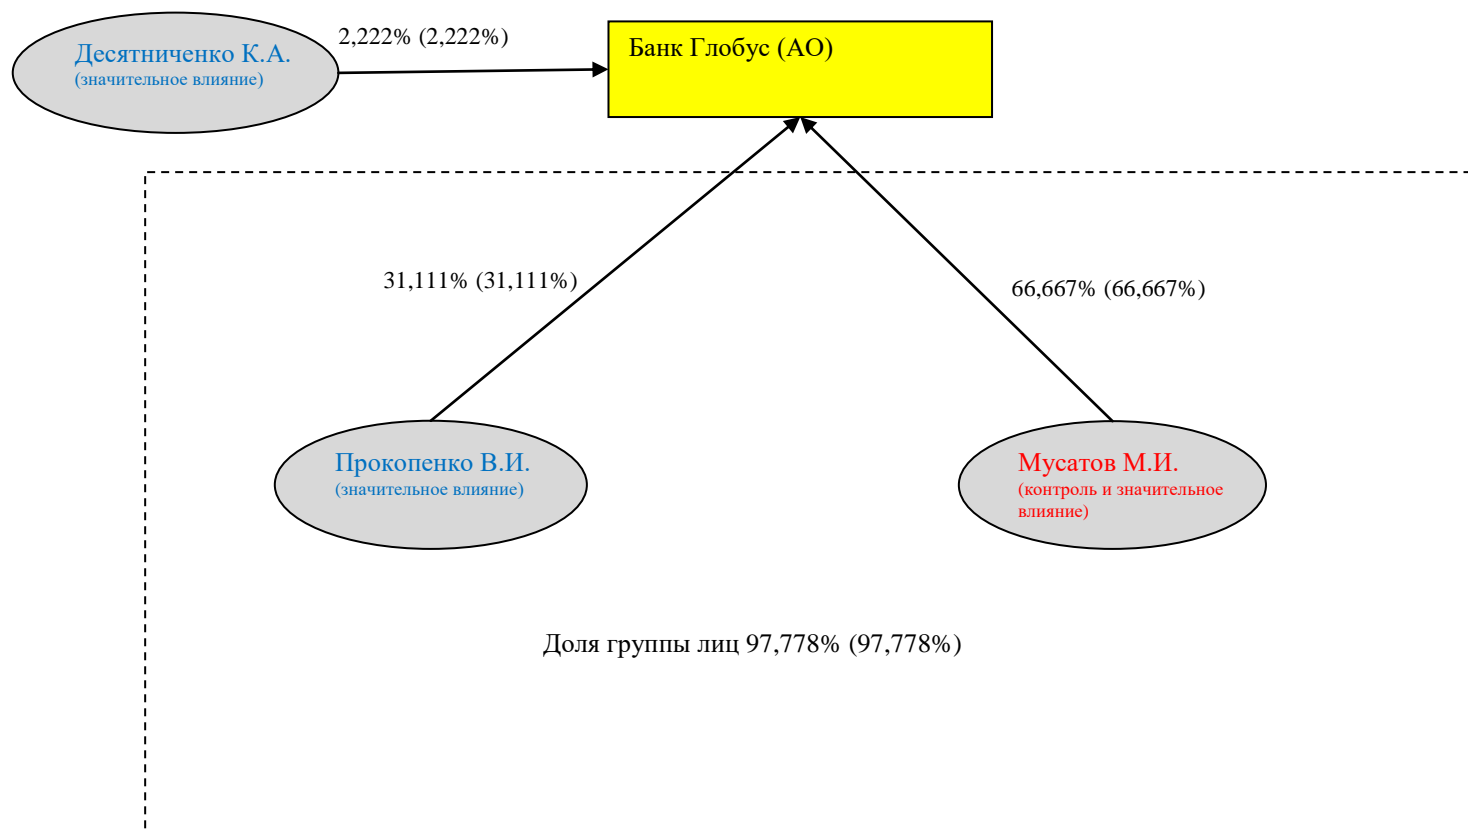 Десятниченко К.А.
(значительное влияние)
2,222% (2,222%)
Банк Глобус (АО)
31,111% (31,111%)
66,667% (66,667%)
Прокопенко В.И.
(значительное влияние)
Мусатов М.И.
(контроль и значительное
влияние)
Доля группы лиц 97,778% (97,778%)